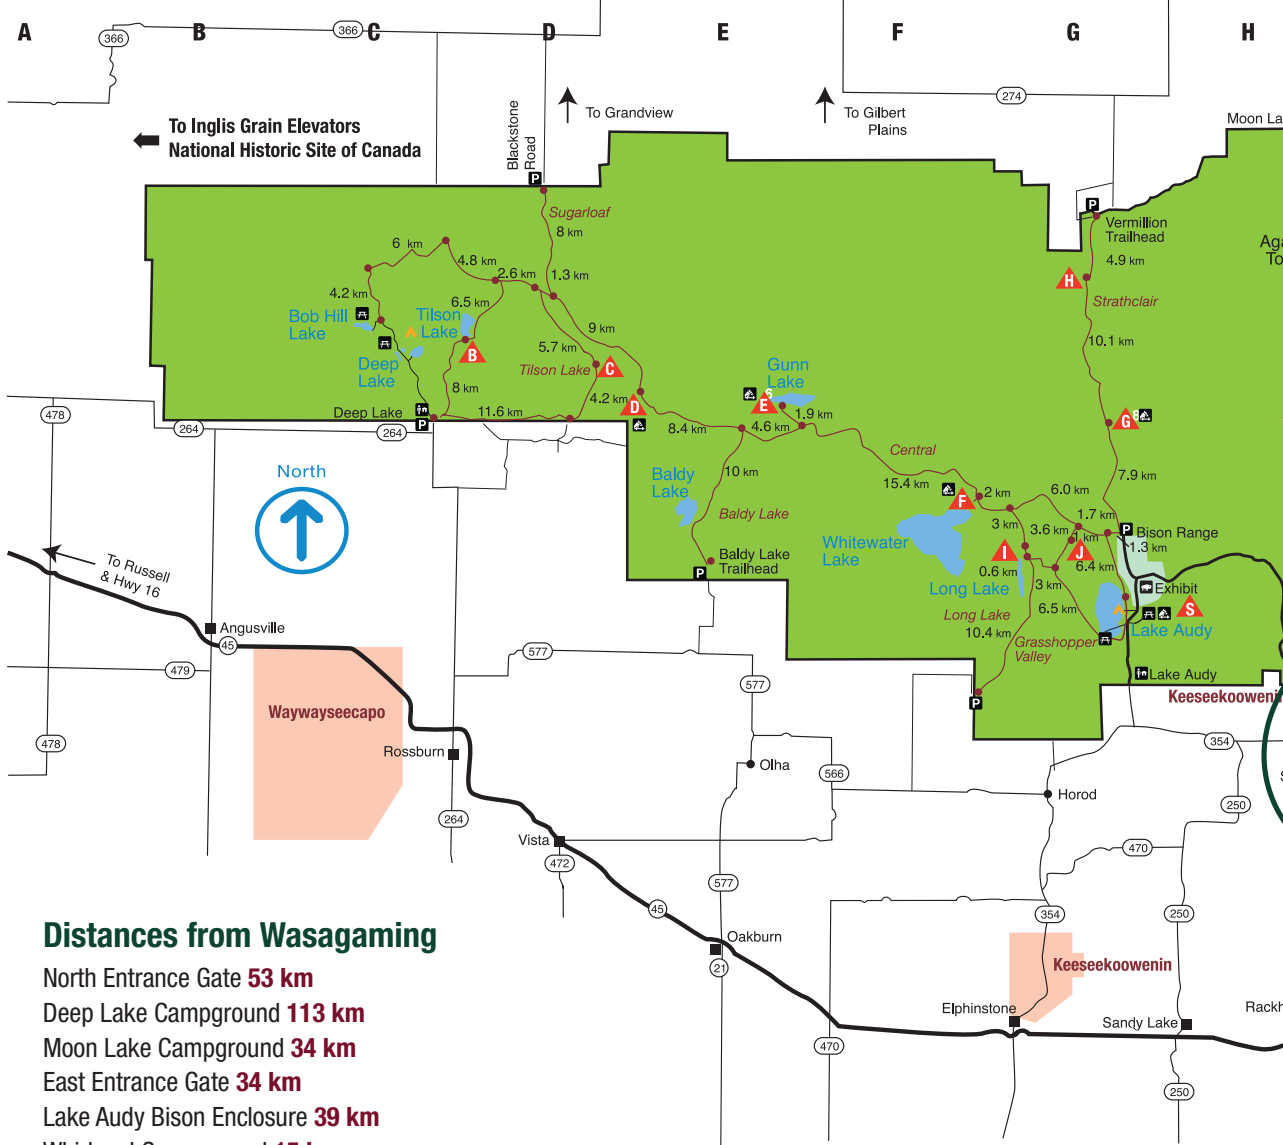 A
B
C
D
E
F
G
H
366
366
274
To Grandview
To Gilbert
Plains
Blackstone
Road
To Inglis Grain Elevators
National Historic Site of Canada
Moon La
P
P
Sugarloaf
8 km
Vermillion
Trailhead
6 km
4.8 km
2.6 km
1.3 km
4.9 km
H
Strathclair
4.2 km
6.5 km
Bob Hill
Lake
Tilson
Lake
9 km
10.1 km
B
5.7 km
Deep
Lake
Tilson Lake
C
Gunn
Lake
8 km
4.2 km
D
E
Deep Lake
P
11.6 km
1.9 km
G
8.4 km
4.6 km
478
264
264
Central
North
10 km
15.4 km
7.9 km
Baldy
Lake
F
2 km
6.0 km
Baldy Lake
3 km
3.6 km
1.7 km
P
Bison Range
Whitewater
Lake
I
J
1 km
1.3 km
To Russell
& Hwy 16
Baldy Lake
Trailhead
P
0.6 km
6.4 km
Long Lake
3 km
Exhibit
Long Lake
6.5 km
S
10.4 km
Grasshopper
Valley
Lake Audy
Angusville
45
577
479
577
Lake Audy
P
Keeseekoowenin
Waywayseecapo
478
Rossburn
354
Olha
566
Horod
250
264
Vista
472
470
577
45
354
250
Oakburn
21
Keeseekoowenin
Elphinstone
Sandy Lake
Rackh
470
250
Distances from Wasagaming
North Entrance Gate 53 km
Deep Lake Campground 113 km
Moon Lake Campground 34 km
East Entrance Gate 34 km
Lake Audy Bison Enclosure 39 km